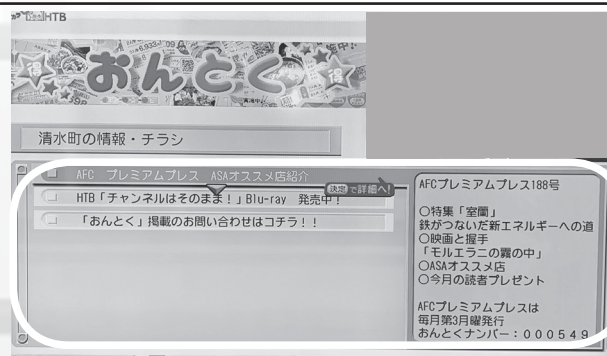 HTB
おんとく
得
得
清水町の情報・チラシ
AFC プレミアムプレス ASAオススメ店紹介
決定で詳細へ!
HTB「チャンネルはそのまま！」Blu-ray 発売中！
「おんとく」掲載のお問い合わせはコチラ！！
AFCプレミアムプレス188号
○特集「室蘭」
鉄がつないだ新エネルギーへの道
○映画と握手
「モルエラニの霧の中」
○ASAオススメ店
○今月の読者プレゼント
AFCプレミアムプレスは
毎月第3月曜発行
おんとくナンバー：000549